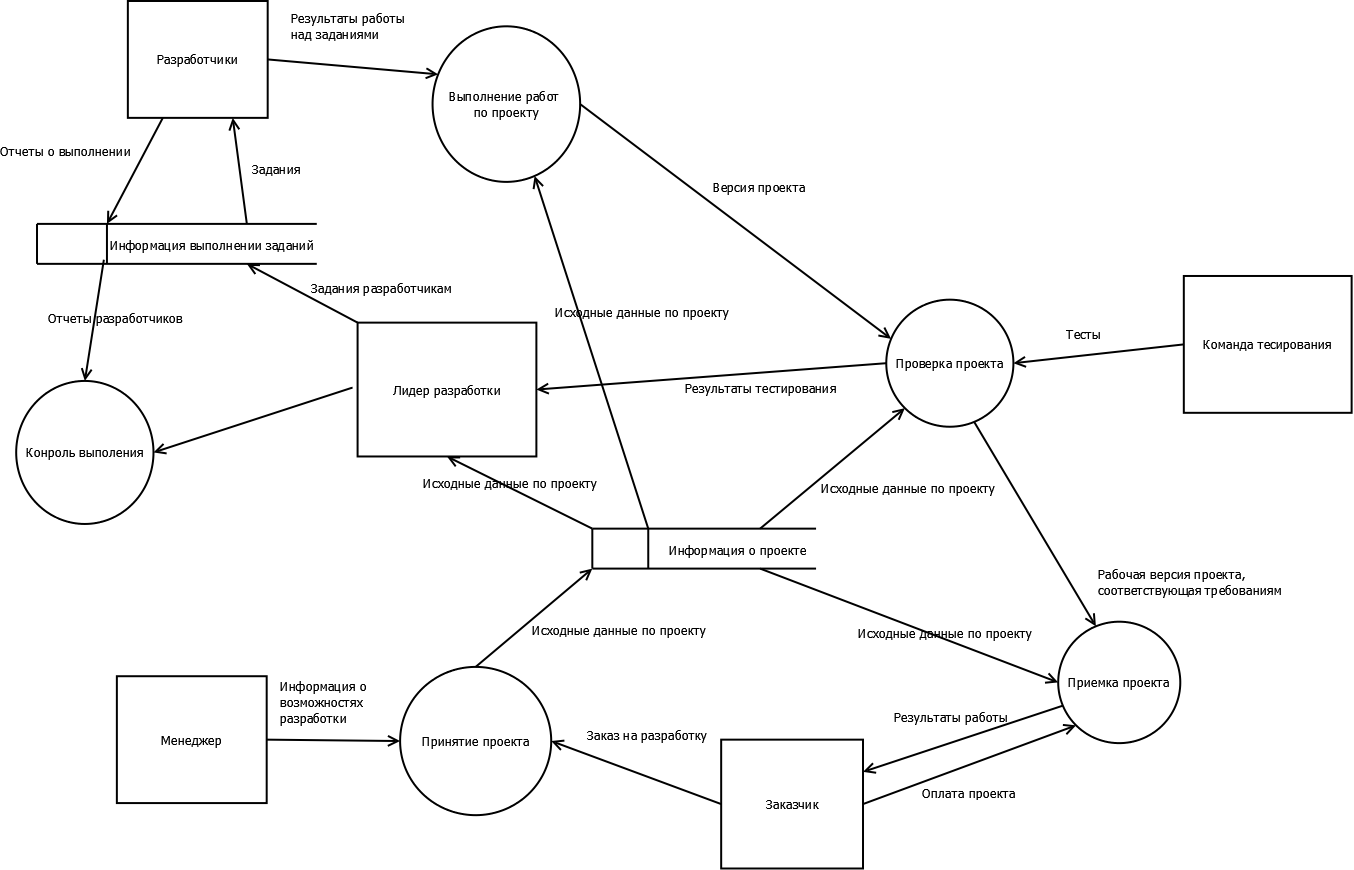 Результаты работы
над заданиями
Разработчики
Выполнение работ
по проекту
Отчеты о выполнении
Задания
Версия проекта
Информация выполнении заданий
Задания разработчикам
Отчеты разработчиков
Исходные данные по проекту
Тесты
Команда тесирования
Проверка проекта
Результаты тестирования
Лидер разработки
Конроль выполения
Исходные данные по проекту
Исходные данные по проекту
Информация о проекте
Рабочая версия проекта,
соответствующая требованиям
Исходные данные по проекту
Исходные данные по проекту
Приемка проекта
Информация о
возможностях
разработки
Менеджер
Принятие проекта
Заказ на разработку
Результаты работы
Оплата проекта
Заказчик